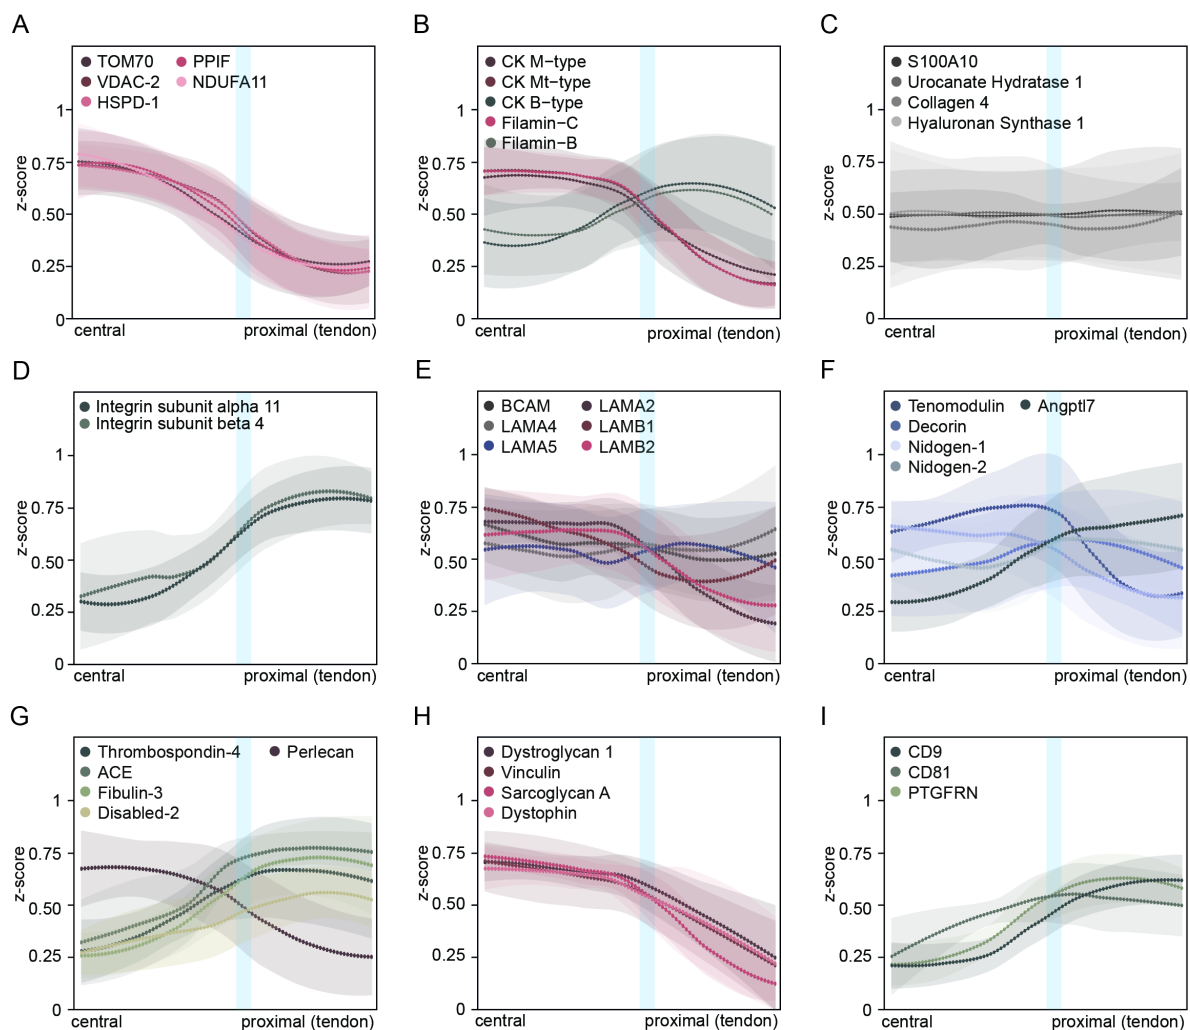 A
TOM70
PPIF
VDAC-2
NDUFA11
HSPD-1
1
0.75
0.50
0.25
0
z-score
central
proximal (tendon)
B
CK M-type
CK Mt-type
CK B-type
Filamin-C
Filamin-B
1
0.75
0.50
0.25
0
z-score
central
proximal (tendon)
C
S100A10
Urocanate Hydratase 1
Collagen 4
Hyaluronan Synthase 1
1
0.75
0.50
0.25
0
z-score
central
proximal (tendon)
D
Integrin subunit alpha 11
Integrin subunit beta 4
1
0.75
0.50
0.25
0
z-score
central
proximal (tendon)
E
BCAM
LAMA2
LAMA4
LAMB1
LAMA5
LAMB2
1
0.75
0.50
0.25
0
z-score
central
proximal (tendon)
F
Tenomodulin
Angptl7
Decorin
Nidogen-1
Nidogen-2
1
0.75
0.50
0.25
0
z-score
central
proximal (tendon)
G
Thrombospondin-4
Perlecan
ACE
Fibulin-3
Disabled-2
1
0.75
0.50
0.25
0
z-score
central
proximal (tendon)
H
Dystroglycan 1
Vinculin
Sarcoglycan A
Dystophin
1
0.75
0.50
0.25
0
z-score
central
proximal (tendon)
I
CD9
CD81
PTGFRN
1
0.75
0.50
0.25
0
z-score
central
proximal (tendon)